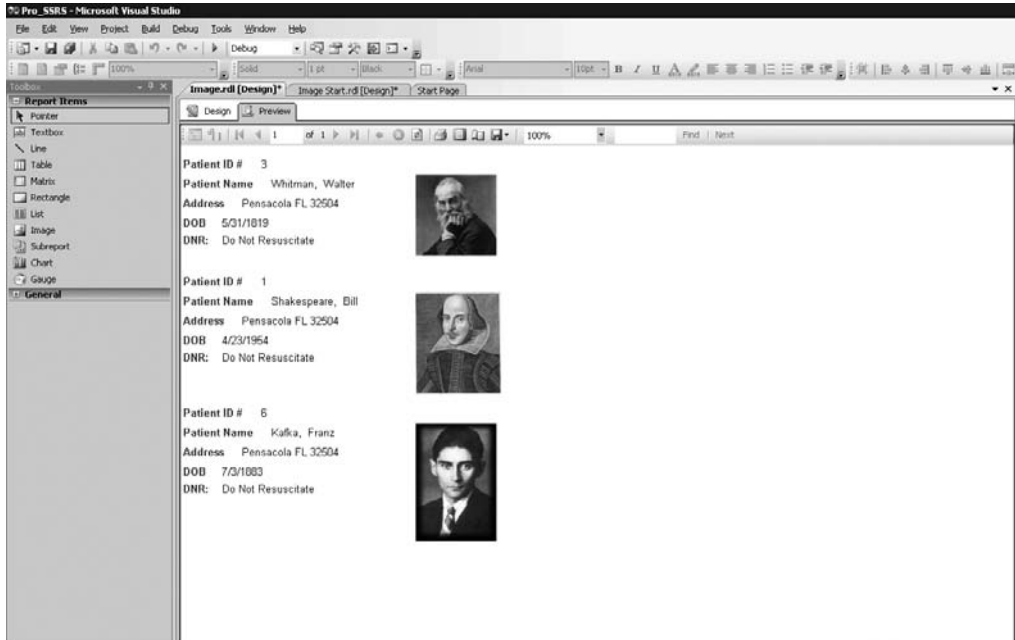 Pro_SSRS - Microsoft Visual Studio
File Edit View Project Build Debug Tools Window Help
Debug
100% Solid 1 pt Black Arial 10pt B I U
Toolbox
Image.rdl [Design]* Image Start.rdl [Design]* Start Page
Report Items
Pointer
Textbox
Line
Table
Matrix
Rectangle
List
Image
Subreport
Chart
Gauge
General
Design Preview
1 of 1 100% Find | Next
Patient ID # 3
Patient Name Whitman, Walter
Address Pensacola FL 32504
DOB 5/31/1819
DNR: Do Not Resuscitate
Patient ID # 1
Patient Name Shakespeare, Bill
Address Pensacola FL 32504
DOB 4/23/1954
DNR: Do Not Resuscitate
Patient ID # 6
Patient Name Kafka, Franz
Address Pensacola FL 32504
DOB 7/3/1883
DNR: Do Not Resuscitate